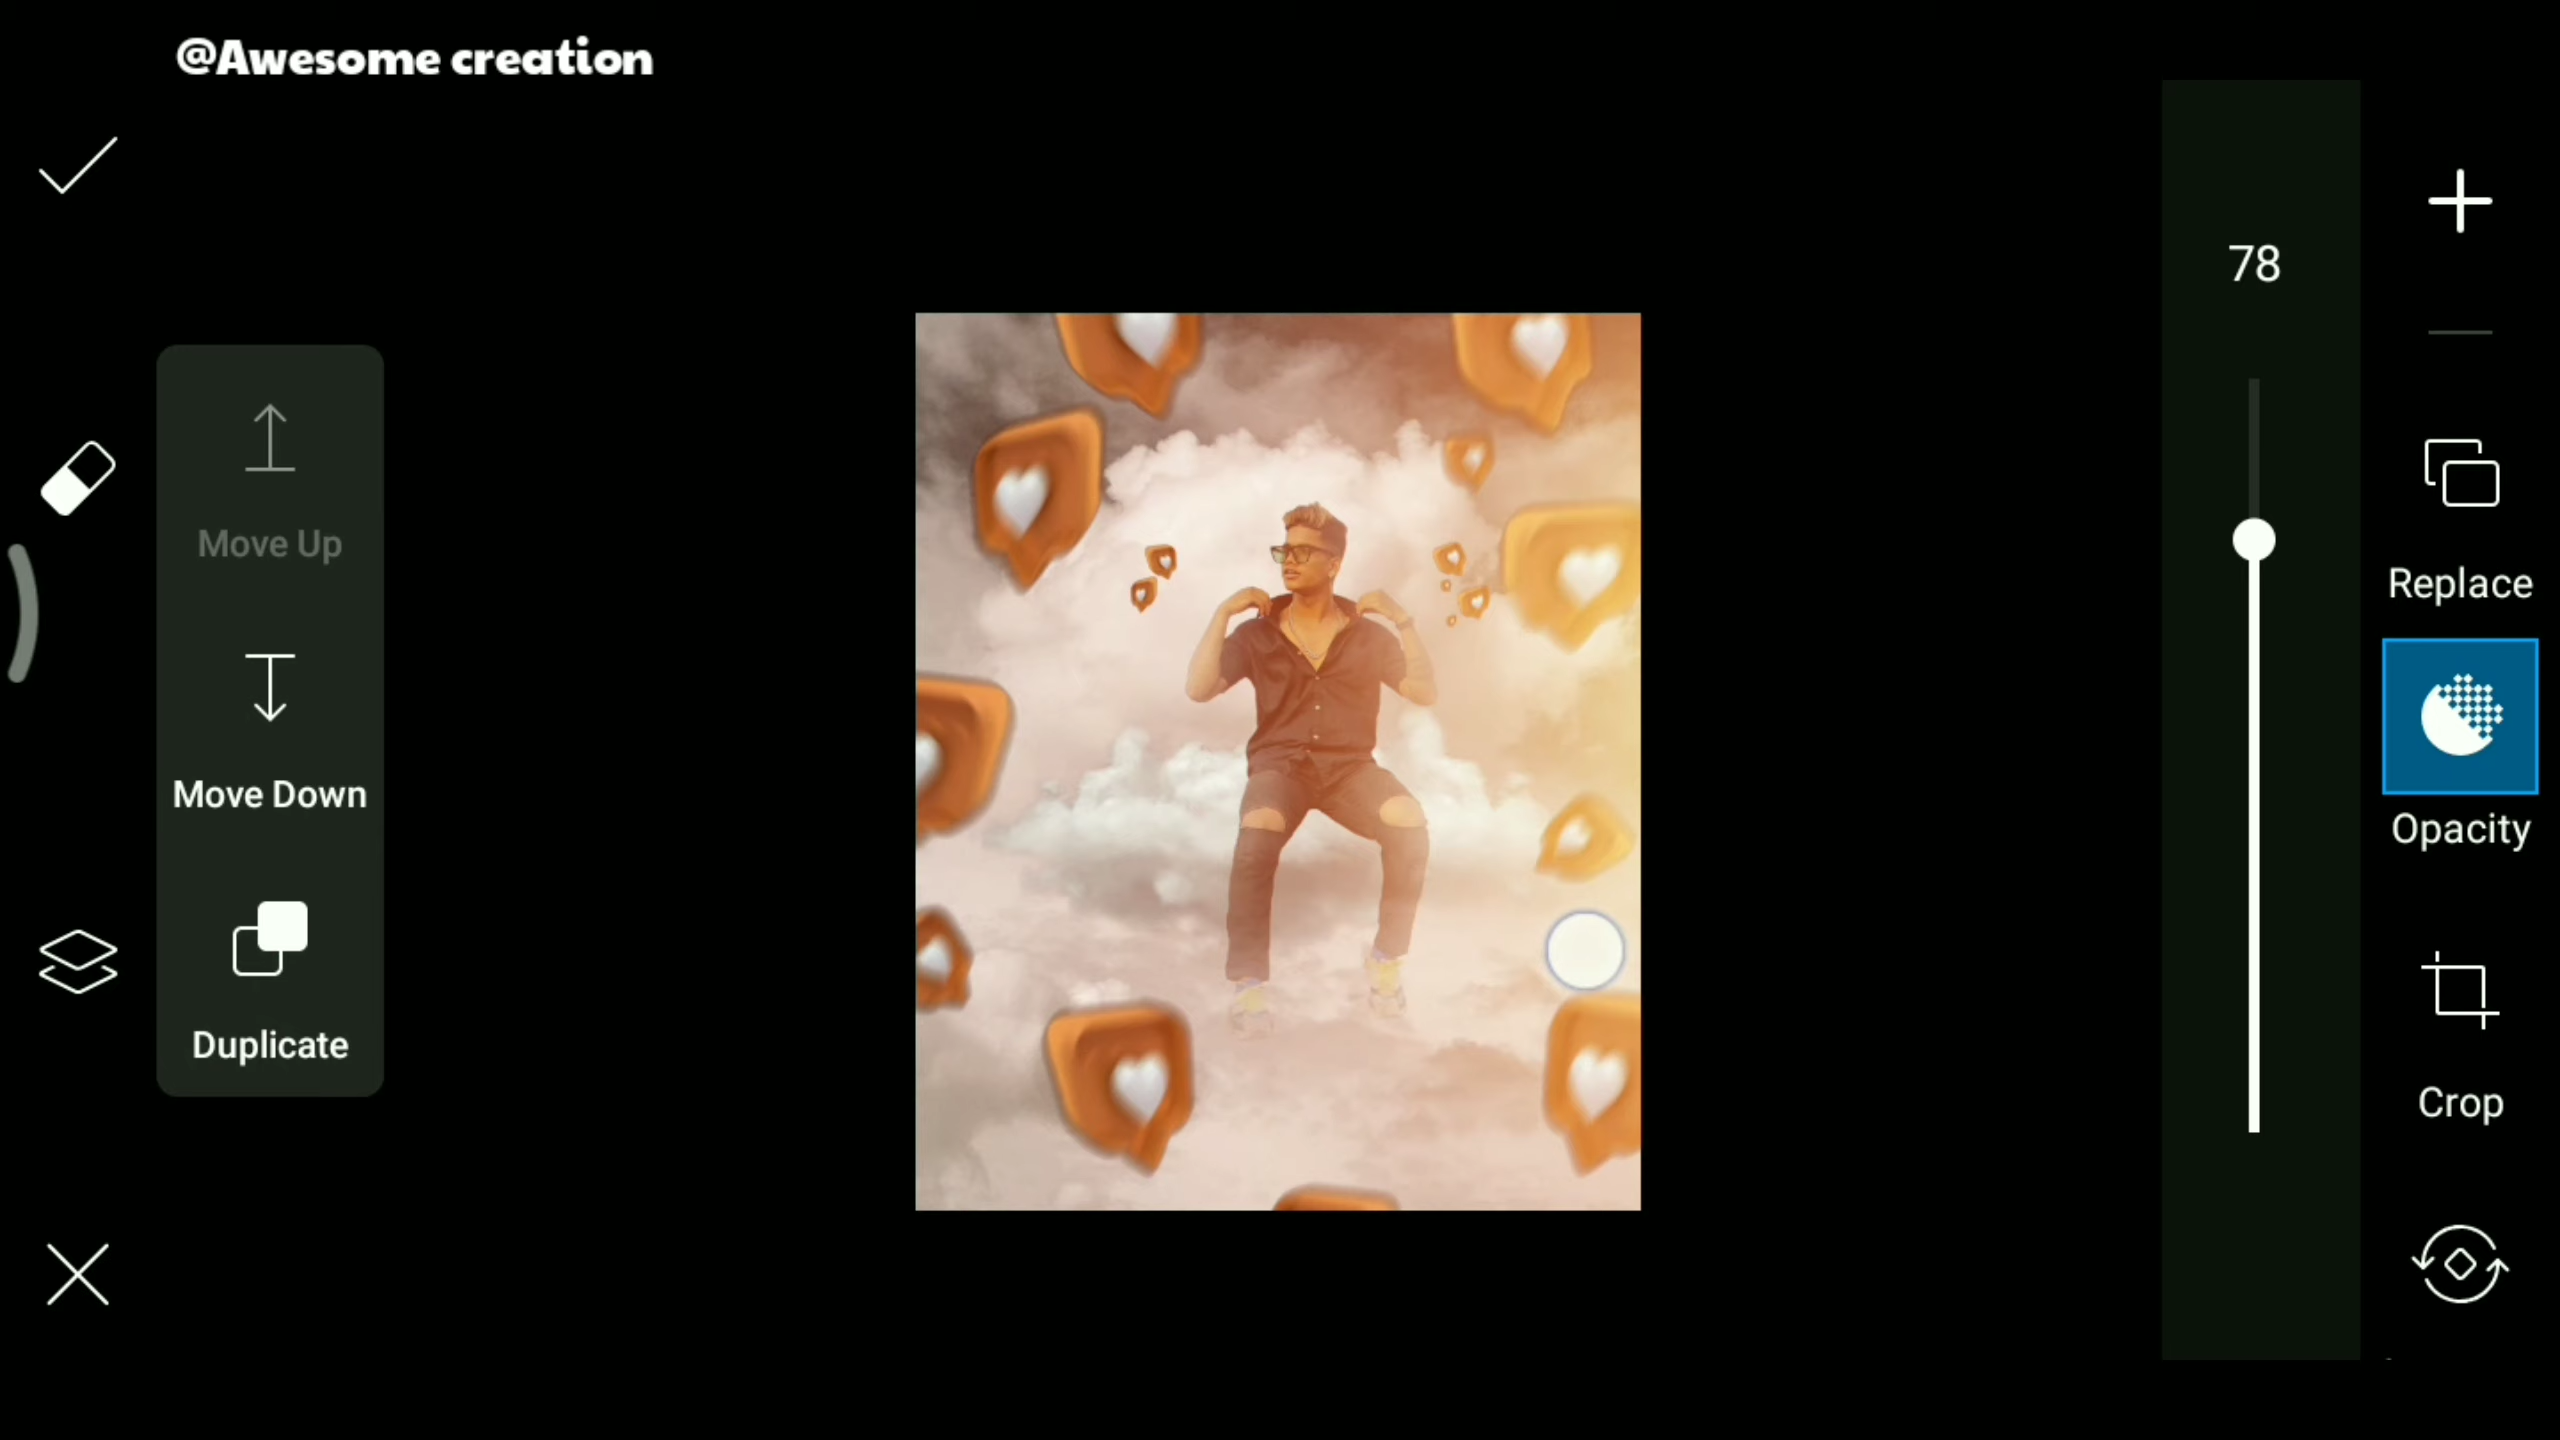 @Awesome creation
78
Move Up
Replace
Move Down
Opacity
Duplicate
Crop